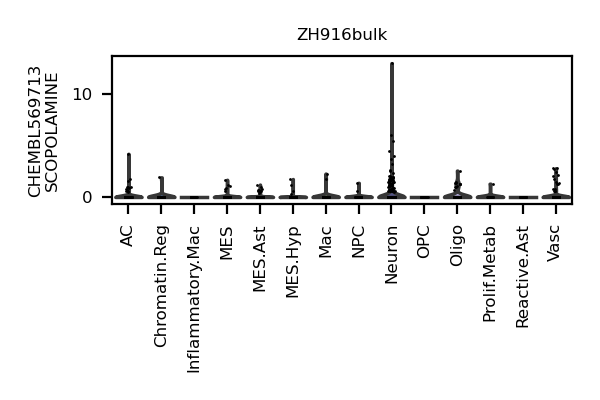 ZH916bulk
CHEMBL569713
SCOPOLAMINE
10
0
AC
Chromatin.Reg
Inflammatory.Mac
MES
MES.Ast
MES.Hyp
Mac
NPC
Neuron
OPC
Oligo
Prolif.Metab
Reactive.Ast
Vasc